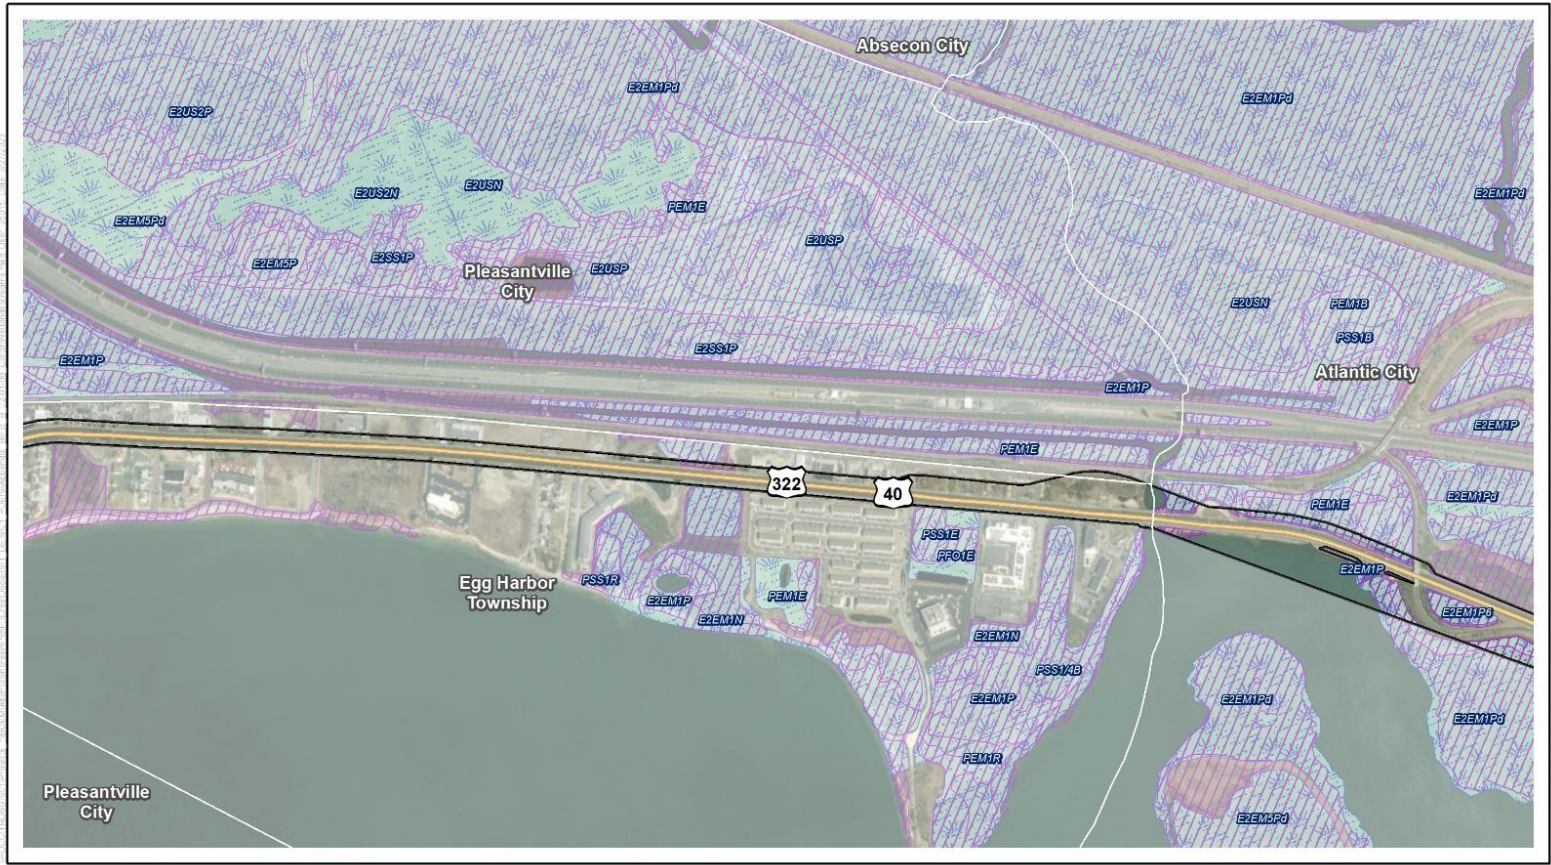 Absecon City
E2EM1Pd
E2EM1Pd
E2US2P
E2US2N
E2USN
E2EM1Pd
PEM1E
E2EM5Pd
E2USP
E2SS1P
E2EM5P
Pleasantville
City
E2USP
E2USN
PEM1B
PSS1B
E2SS1P
E2EM1P
Atlantic City
E2EM1P
E2EM1P
PEM1E
322
40
E2EM1Pd
PEM1E
PSS1E
PFO1E
E2EM1P
PSS1R
Egg Harbor
Township
E2EM1P
PEM1E
E2EM1P6
E2EM1N
E2EM1N
PSS1/4B
E2EM1P
E2EM1Pd
E2EM1Pd
PEM1R
Pleasantville
City
E2EM5Pd